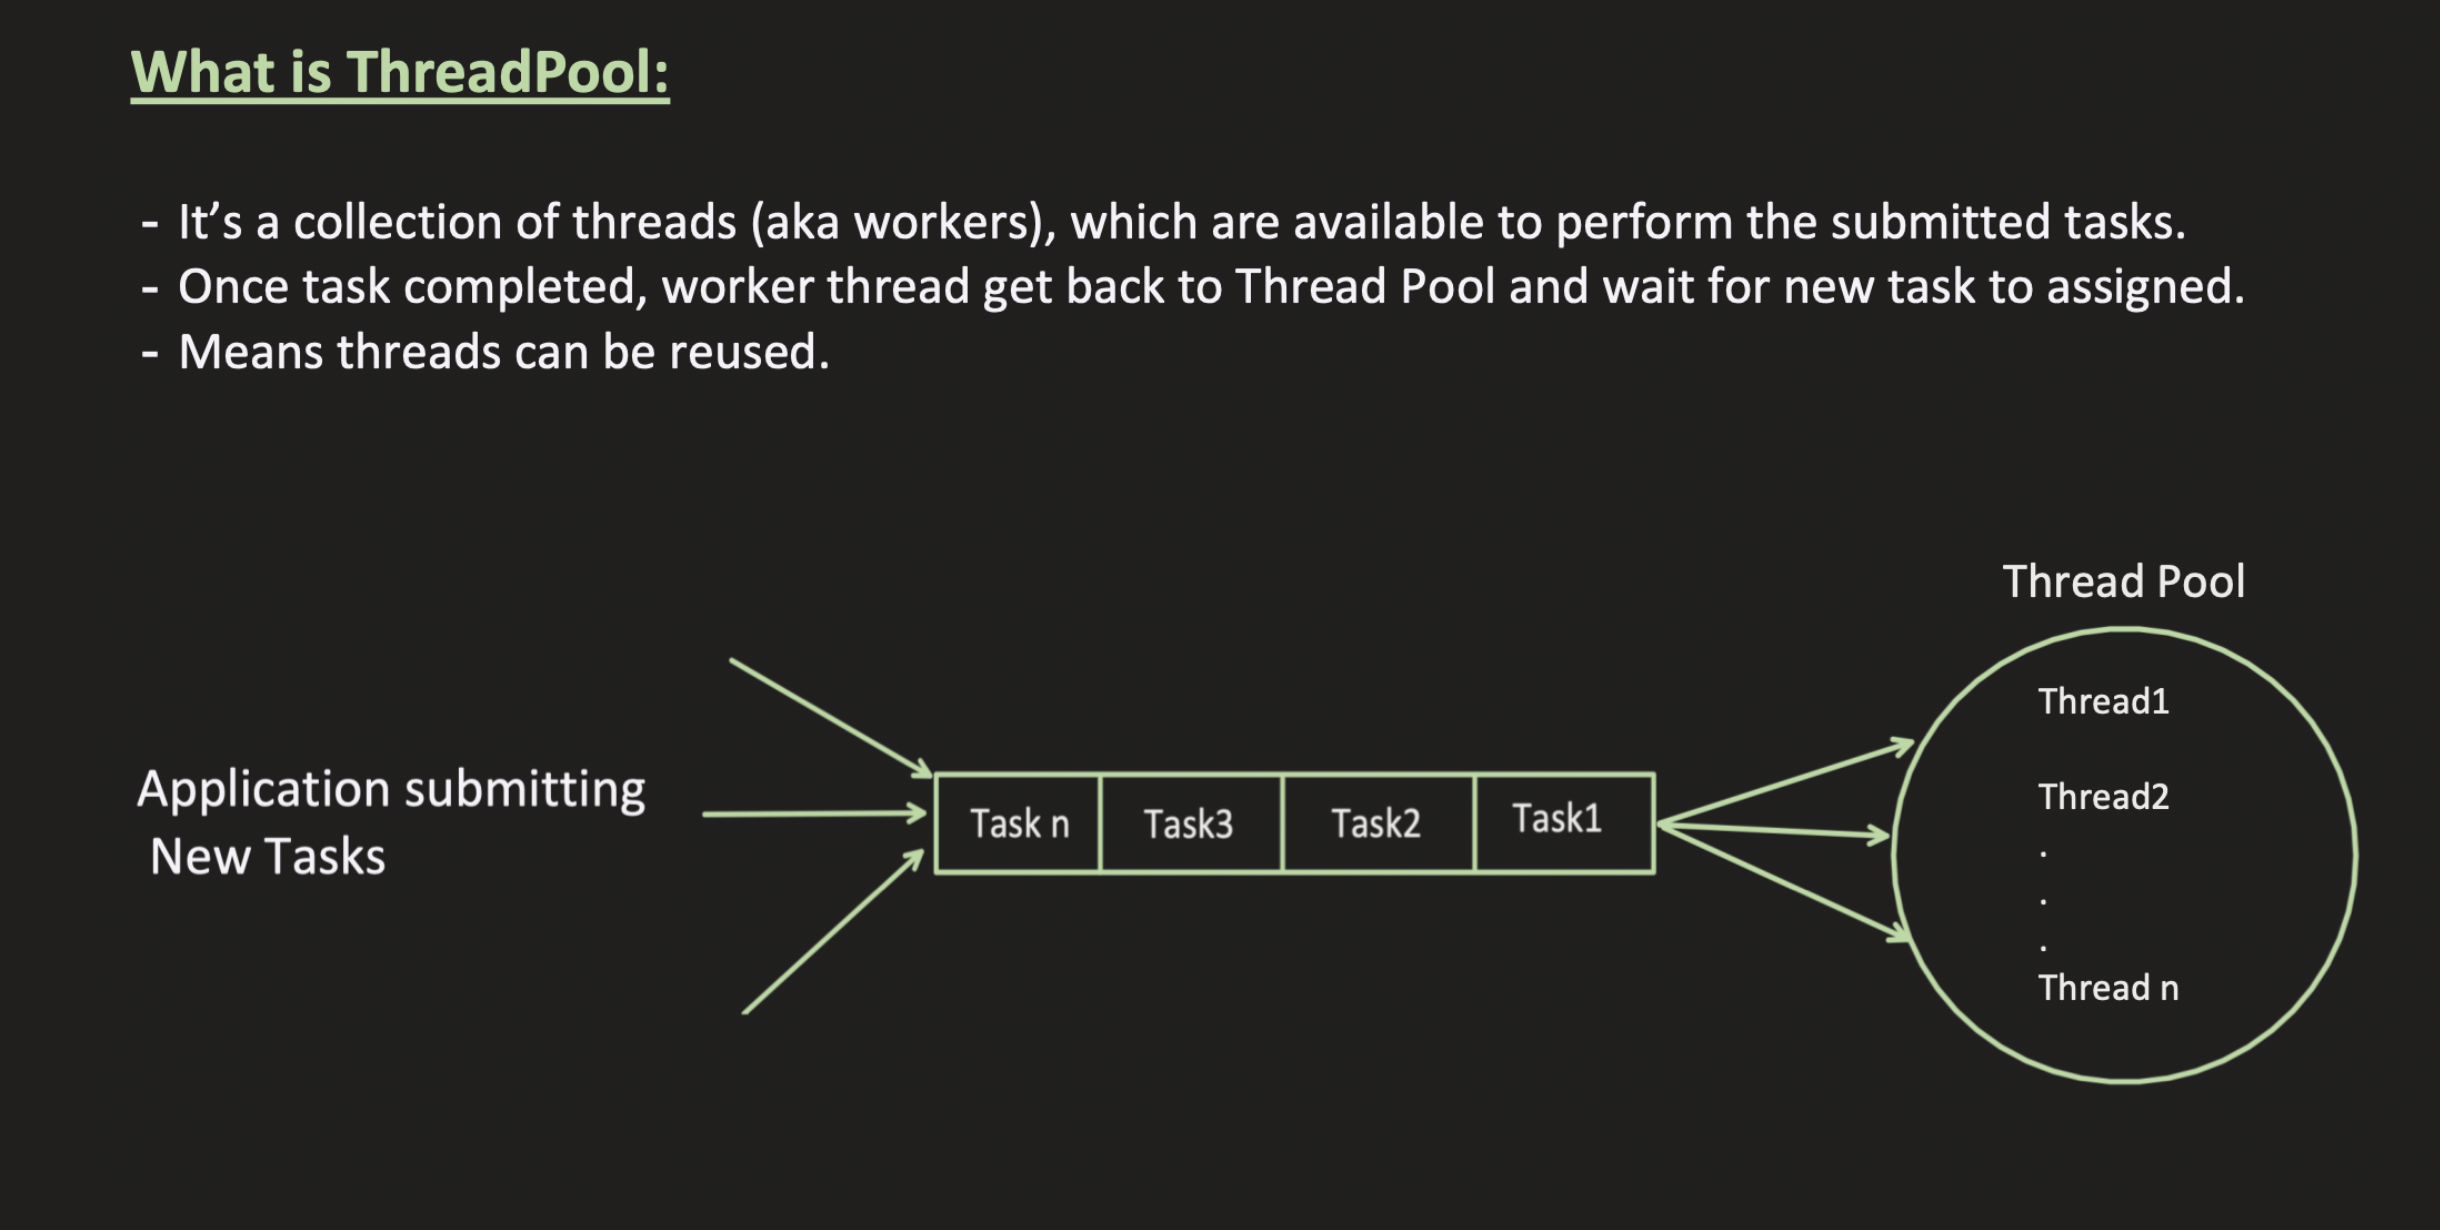 What is ThreadPool:
- It’s a collection of threads (aka workers), which are available to perform the submitted tasks.
- Once task completed, worker thread get back to Thread Pool and wait for new task to assigned.
- Means threads can be reused.
Thread Pool
Application submitting
New Tasks
Task n
Task3
Task2
Task1
Thread1
Thread2
.
.
.
Thread n